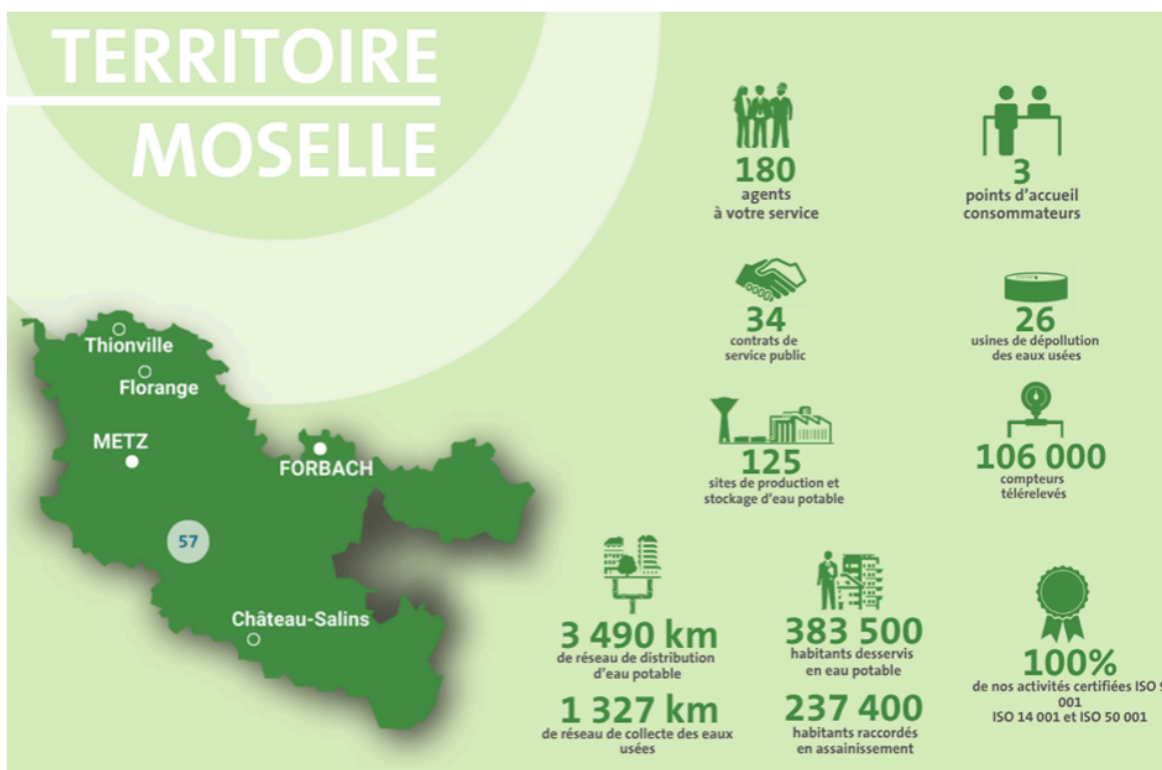 TERRITOIRE
MOSELLE
180
agents
à votre service
3
points d'accueil
consommateurs
34
contrats de
service public
26
usines de dépollution
des eaux usées
125
sites de production et
stockage d'eau potable
106 000
compteurs
télérelevés
3 490 km
de réseau de distribution
d'eau potable
1 327 km
de réseau de collecte des eaux
usées
383 500
habitants desservis
en eau potable
237 400
habitants raccordés
en assainissement
100%
de nos activités certifiées ISO 9
001
ISO 14 001 et ISO 50 001
Thionville
Florange
METZ
FORBACH
57
Château-Salins